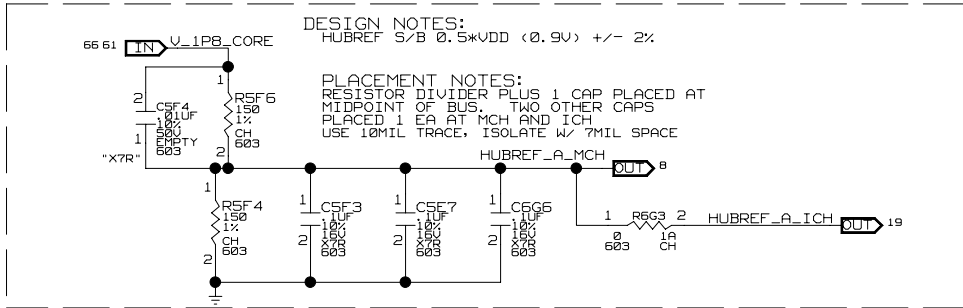 DESIGN NOTES:
HUBREF S/B 0.5*VDD (0.9V) +/- 2%
66 61 IN V_1P8_CORE
PLACEMENT NOTES:
RESISTOR DIVIDER PLUS 1 CAP PLACED AT
MIDPOINT OF BUS. TWO OTHER CAPS
PLACED 1 EA AT MCH AND ICH
USE 10MIL TRACE, ISOLATE W/ 7MIL SPACE
2
C5F4
.01UF
10%
50V
EMPTY
603
1
"X7R"
1
R5F6
150
1%
CH
603
2
HUBREF_A_MCH
OUT 8
1
R5F4
150
1%
CH
603
2
1
C5F3
.1UF
10%
16V
X7R
603
2
1
C5E7
.1UF
10%
16V
X7R
603
2
1
C6G6
.1UF
10%
16V
X7R
603
2
1 R6G3 2
0
603
1A
CH
HUBREF_A_ICH
OUT 19